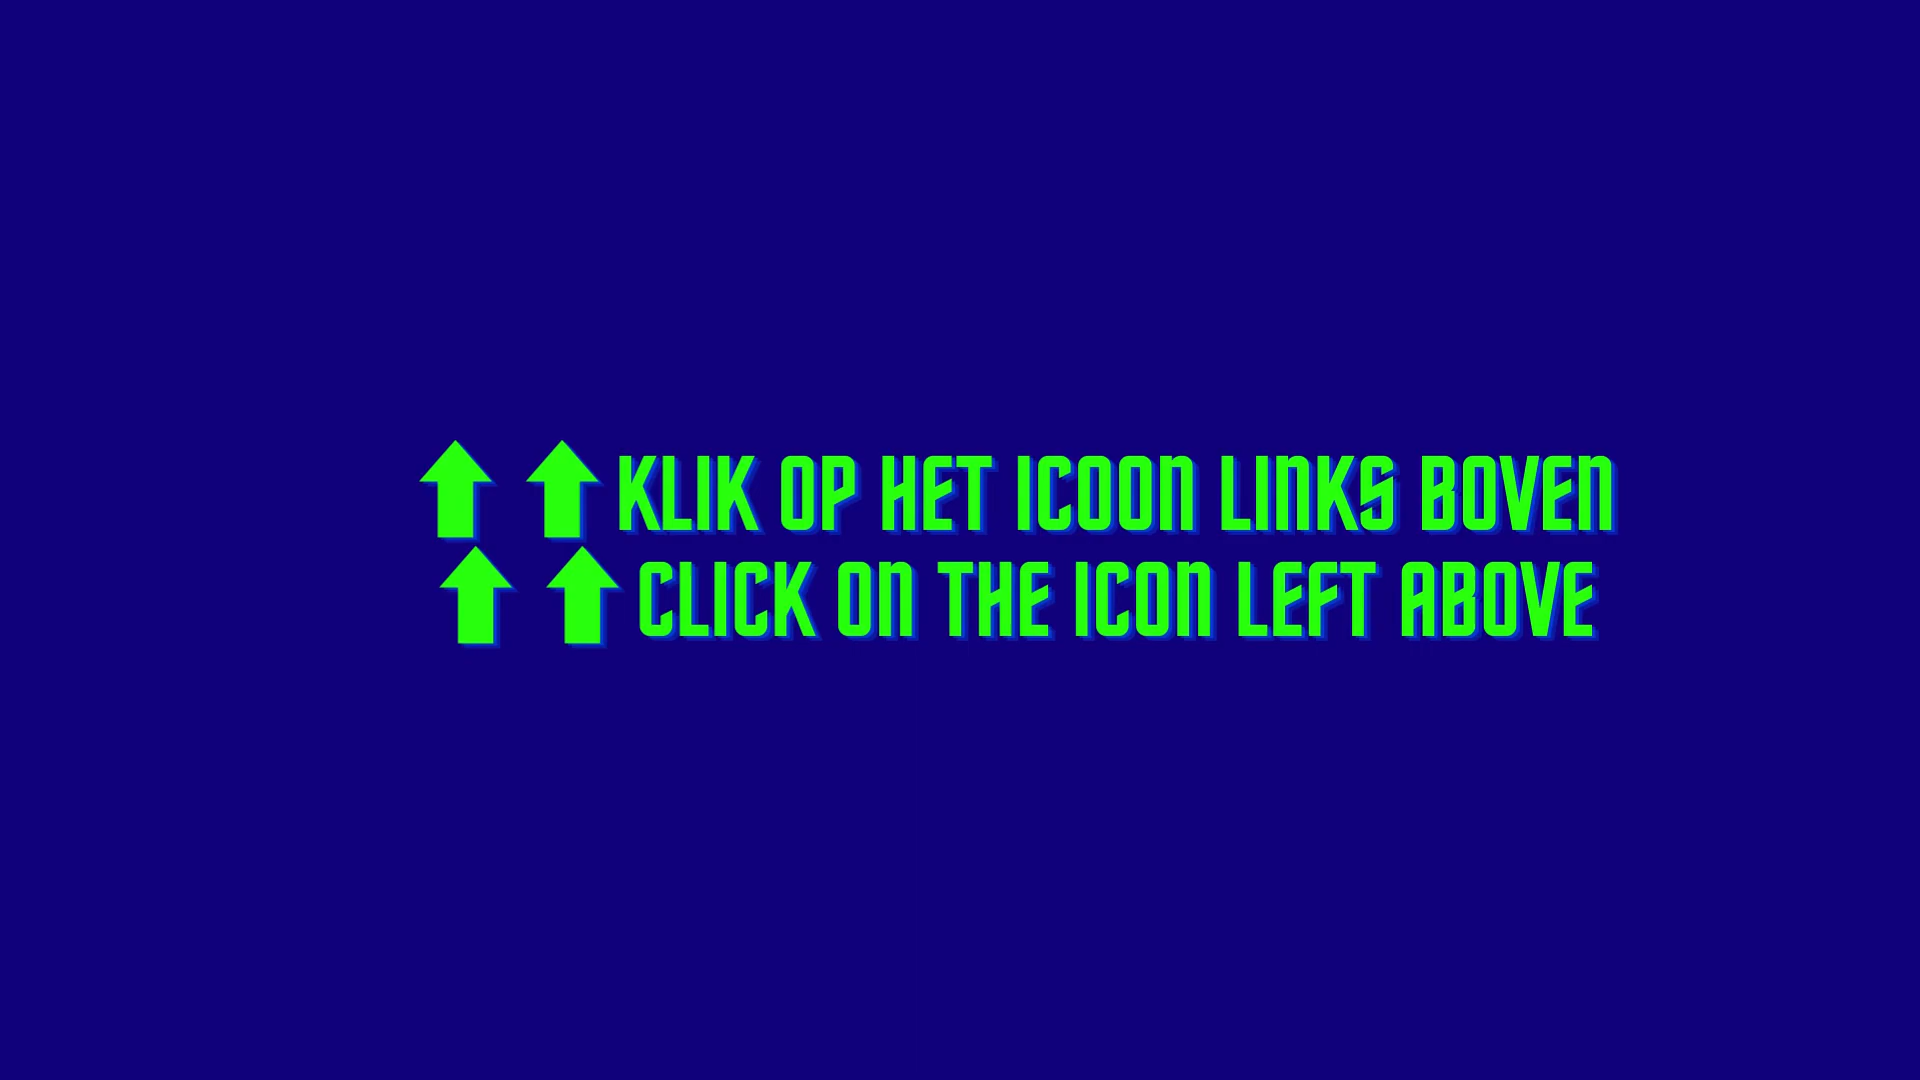 ⬆ ⬆ KLIK OP HET ICOON LINKS BOVEN
⬆ ⬆ CLICK ON THE ICON LEFT ABOVE